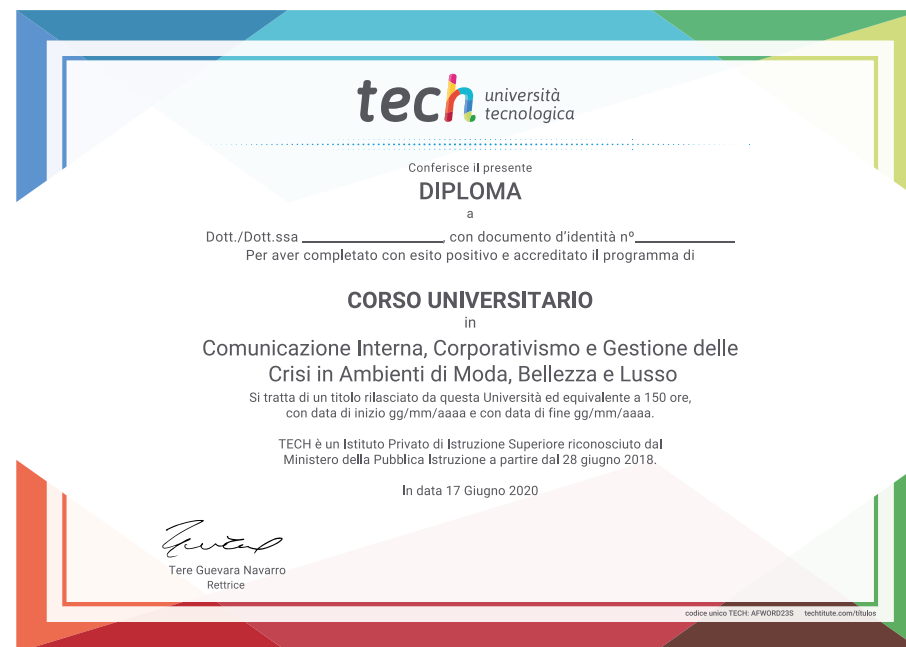 tech università
tecnologica
Conferisce il presente
DIPLOMA
a
Dott./Dott.ssa ____________________, con documento d'identità nº______________
Per aver completato con esito positivo e accreditato il programma di
CORSO UNIVERSITARIO
in
Comunicazione Interna, Corporativismo e Gestione delle
Crisi in Ambienti di Moda, Bellezza e Lusso
Si tratta di un titolo rilasciato da questa Università ed equivalente a 150 ore,
con data di inizio gg/mm/aaaa e con data di fine gg/mm/aaaa.
TECH è un Istituto Privato di Istruzione Superiore riconosciuto dal
Ministero della Pubblica Istruzione a partire dal 28 giugno 2018.
In data 17 Giugno 2020
Tere Guevara Navarro
Rettrice
codice unico TECH: AFWORD23S techtitute.com/titulos